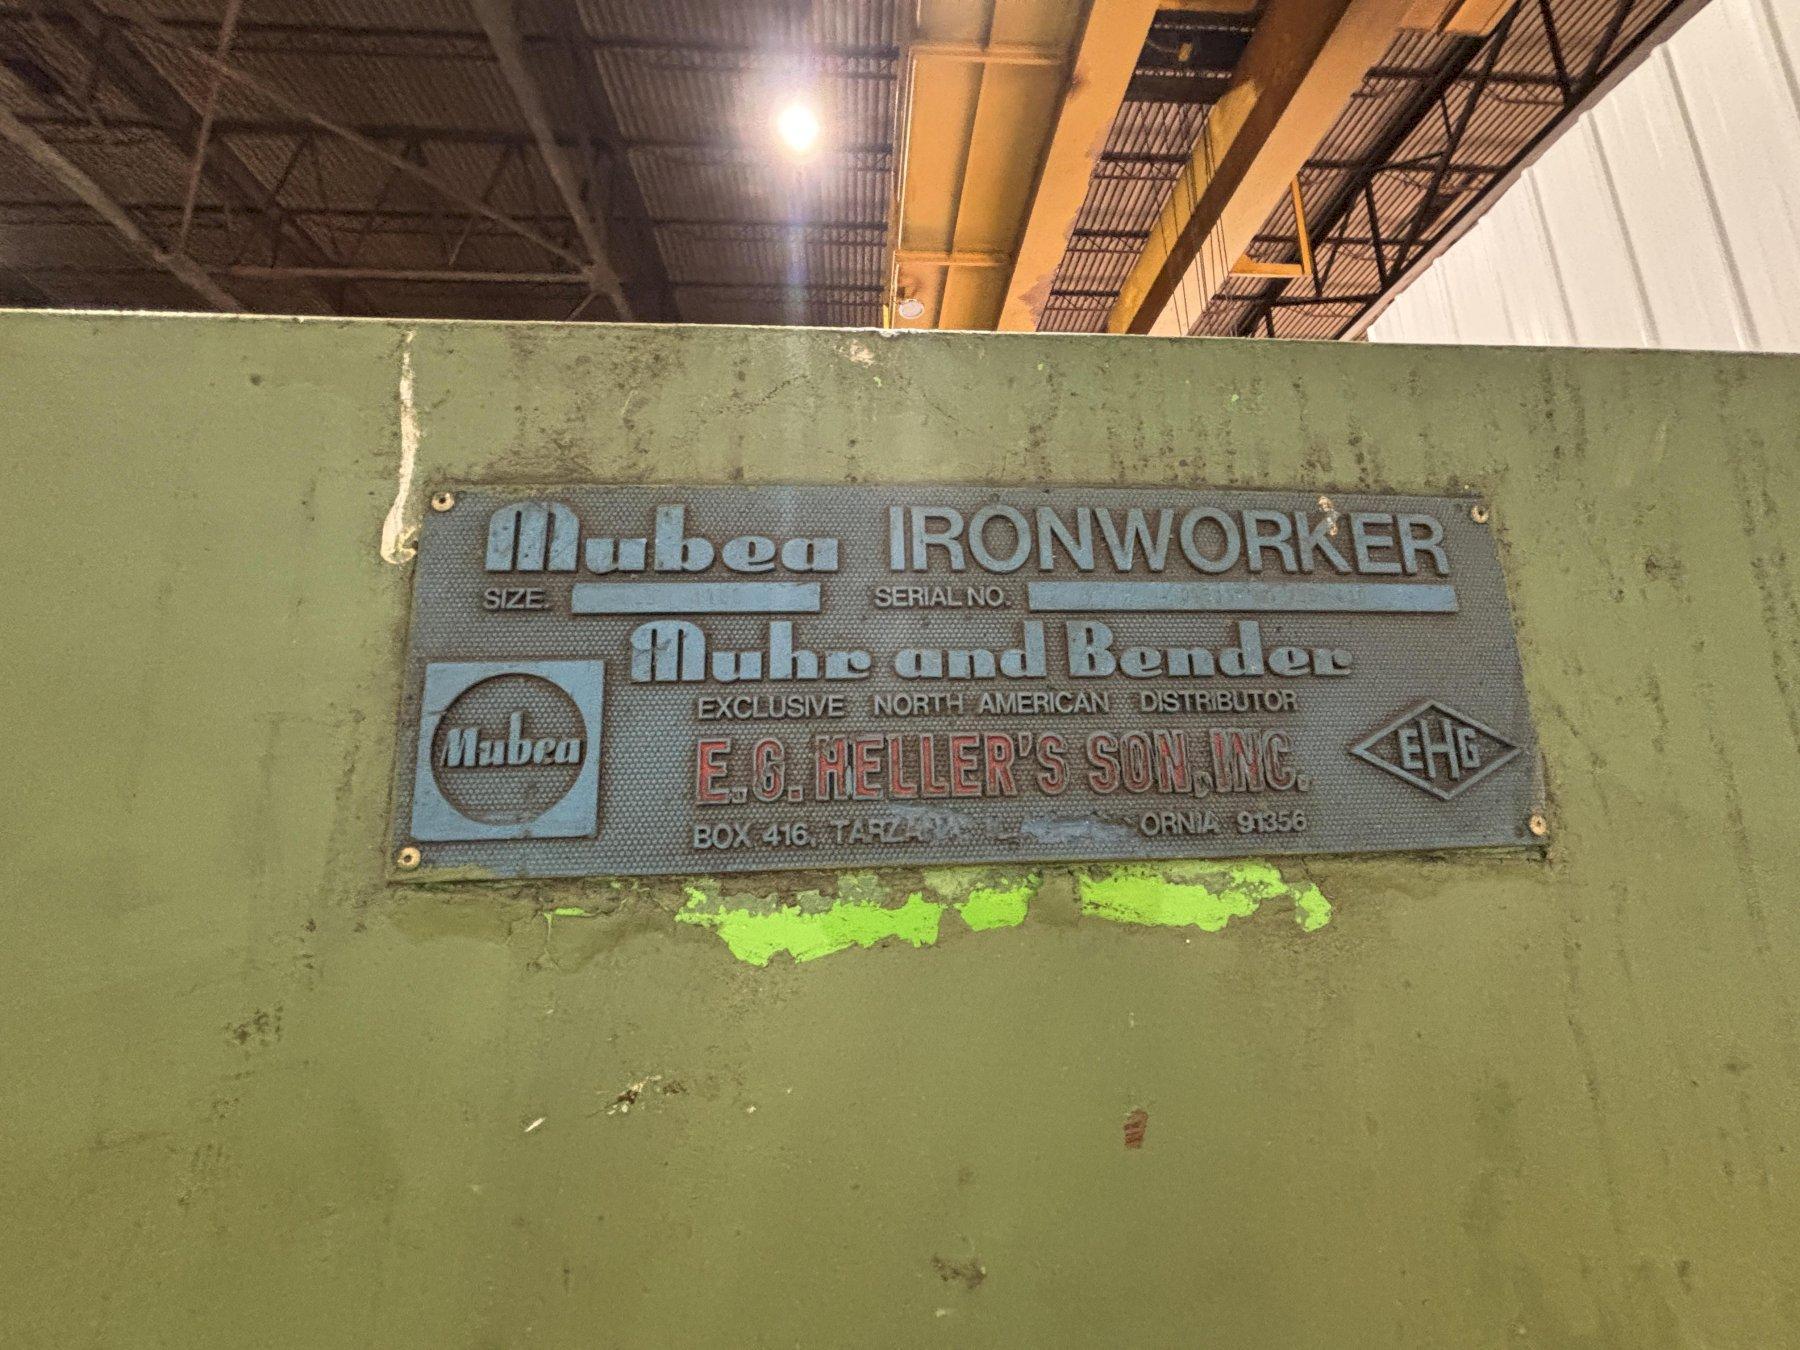 Mubea IRONWORKER
SIZE. SERIAL NO.
Muhr and Bender
EXCLUSIVE NORTH AMERICAN DISTRIBUTOR
Mubea
E.G. HELLER'S SON, INC.
EHG
BOX 416, ORNIA 91356